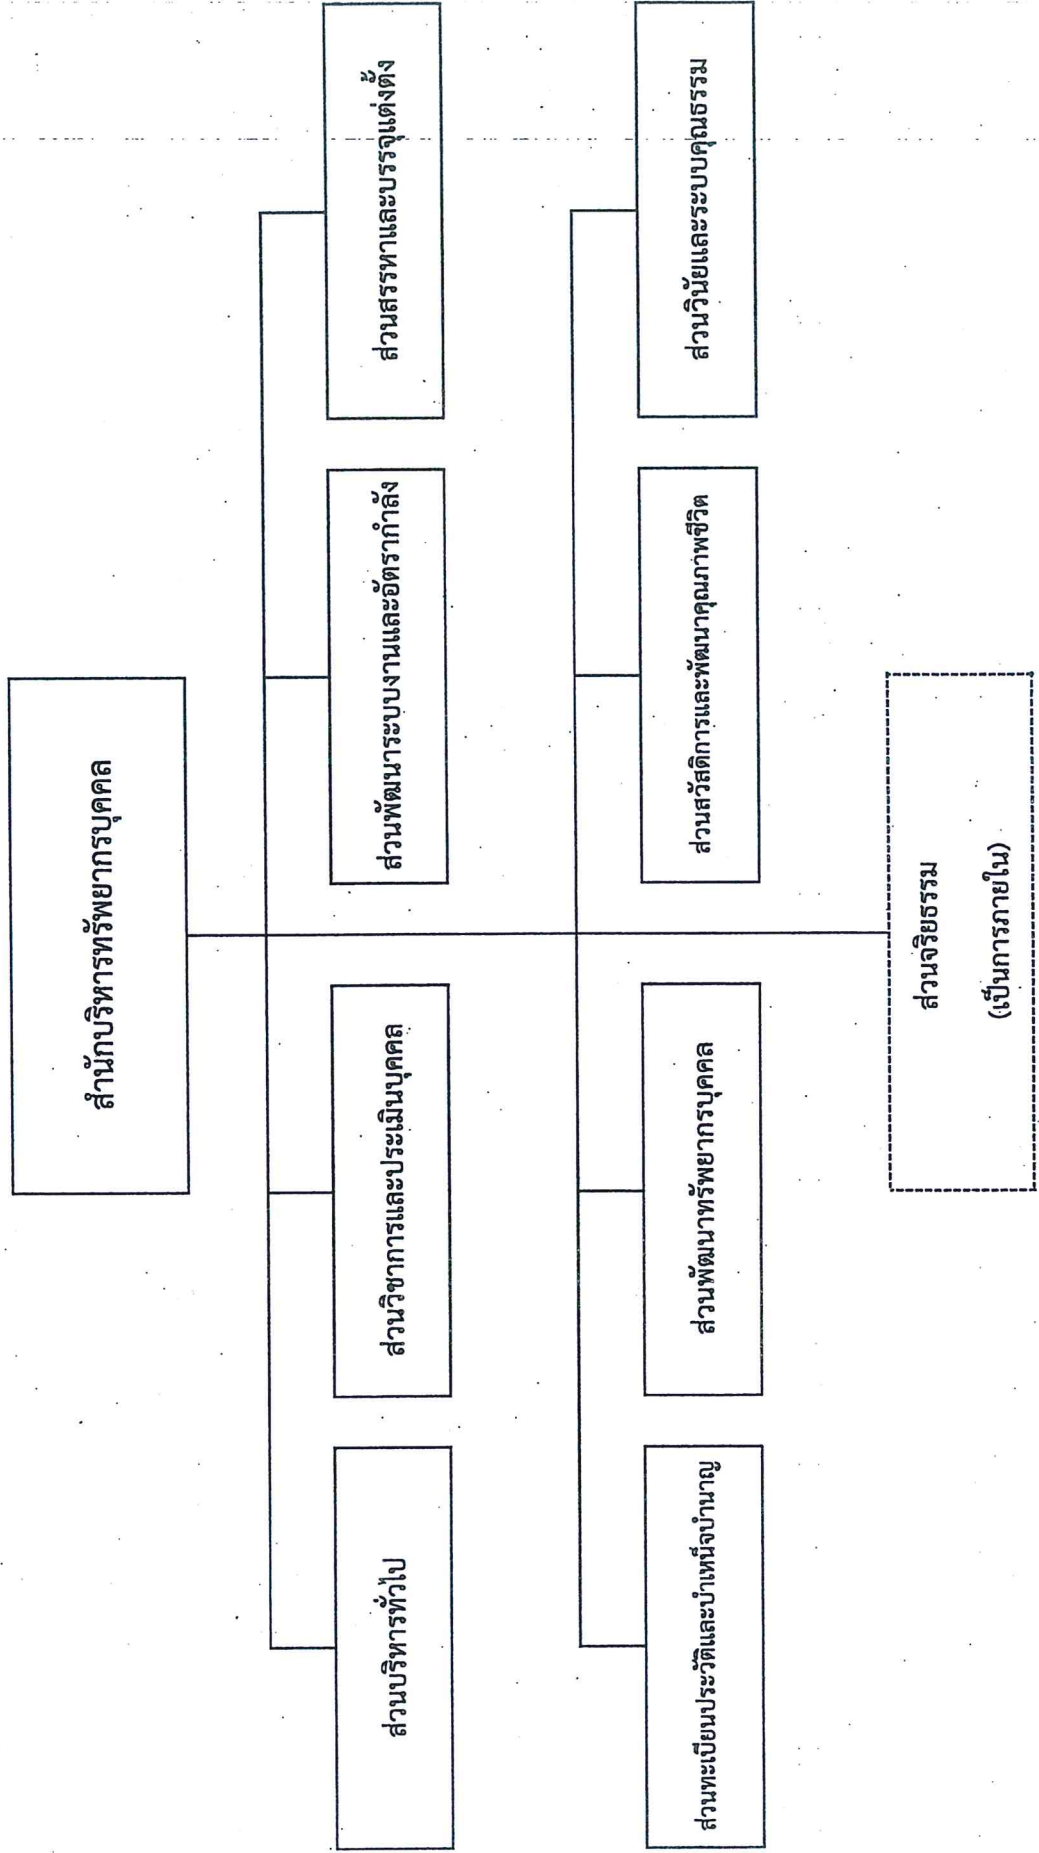 สำนักบริหารทรัพยากรบุคคล
ส่วนบริหารทั่วไป
ส่วนวิชาการและประเมินบุคคล
ส่วนพัฒนาระบบงานและอัตรากำลัง
ส่วนสรรหาและบรรจุแต่งตั้ง
ส่วนทะเบียนประวัติและบำเหน็จบำนาญ
ส่วนพัฒนาทรัพยากรบุคคล
ส่วนสวัสดิการและพัฒนาคุณภาพชีวิต
ส่วนวินัยและระบบคุณธรรม
ส่วนจริยธรรม
(เป็นการภายใน)